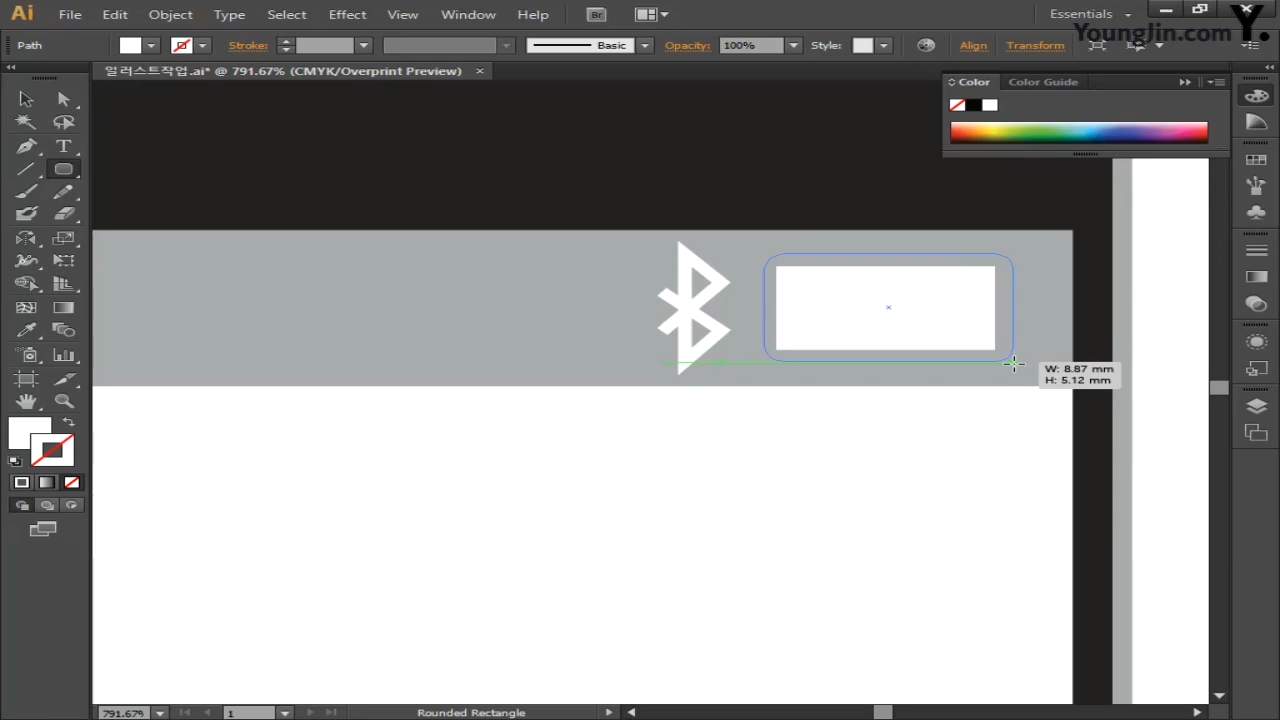 Ai File Edit Object Type Select Effect View Window Help Br Essentials
YoungJin.com Y.
Path Stroke: Basic Opacity: 100% Style: Align Transform
일러스트작업.ai* @ 791.67% (CMYK/Overprint Preview) ×
Color Color Guide
W: 8.87 mm
H: 5.12 mm
791.67% 1 Rounded Rectangle